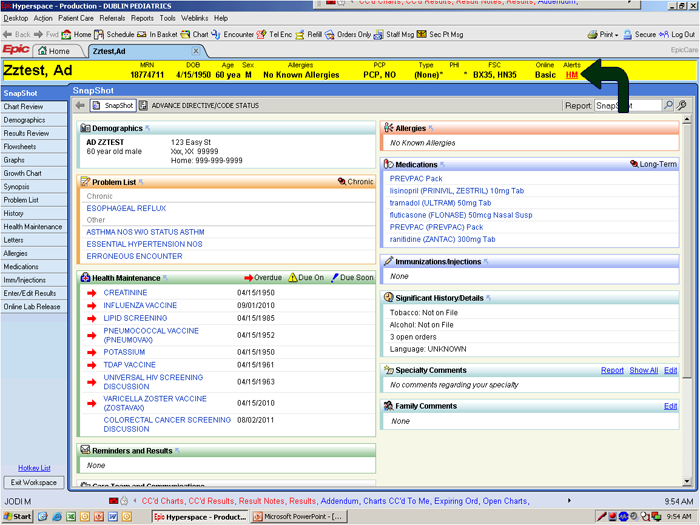 Hyperspace - Production - DUBLIN PEDIATRICS
CC'd Charts, CC'd Results, Result Notes, Results, Addendum,
Desktop Action Patient Care Referrals Reports Tools Weblinks Help
Back Fwd Home Schedule In Basket Chart Encounter Tel Enc Refill Orders Only Staff Msg Sec Pt Msg Print Secure Log Out
Epic Home Zztest,Ad EpicCare
MRN DOB Age Sex Allergies PCP Type PHI FSC Online Alerts
Zztest, Ad 18774711 4/15/1950 60 yea M No Known Allergies PCP, NO (None)* * BX35, HN35 Basic HM
SnapShot
SnapShot ADVANCE DIRECTIVE/CODE STATUS Report: SnapShot
SnapShot
Chart Review
Demographics
Results Review
Flowsheets
Graphs
Growth Chart
Synopsis
Problem List
History
Health Maintenance
Letters
Allergies
Medications
Imm/Injections
Enter/Edit Results
Online Lab Release
Hotkey List
Exit Workspace
Demographics
AD ZZTEST 123 Easy St
60 year old male Xxx, XX 99999
Home: 999-999-9999
Problem List Chronic
Chronic
ESOPHAGEAL REFLUX
Other
ASTHMA NOS W/O STATUS ASTHM
ESSENTIAL HYPERTENSION NOS
ERRONEOUS ENCOUNTER
Health Maintenance Overdue Due On Due Soon
CREATININE 04/15/1950
INFLUENZA VACCINE 09/01/2010
LIPID SCREENING 04/15/1985
PNEUMOCOCCAL VACCINE 04/15/1952
(PNEUMOVAX)
POTASSIUM 04/15/1950
TDAP VACCINE 04/15/1961
UNIVERSAL HIV SCREENING 04/15/1963
DISCUSSION
VARICELLA ZOSTER VACCINE 04/15/2010
(ZOSTAVAX)
COLORECTAL CANCER SCREENING 08/02/2011
DISCUSSION
Reminders and Results
None
Care Team and Communications
Allergies
No Known Allergies
Medications Long-Term
PREVPAC Pack
lisinopril (PRINIVIL, ZESTRIL) 10mg Tab
tramadol (ULTRAM) 50mg Tab
fluticasone (FLONASE) 50mcg Nasal Susp
PREVPAC (PREVPAC) Pack
ranitidine (ZANTAC) 300mg Tab
Immunizations/Injections
None
Significant History/Details
Tobacco: Not on File
Alcohol: Not on File
3 open orders
Language: UNKNOWN
Specialty Comments Report Show All Edit
No comments regarding your specialty
Family Comments Edit
None
JODI M CC'd Charts, CC'd Results, Result Notes, Results, Addendum, Charts CC'd To Me, Expiring Ord, Open Charts, 9:54 AM
Start Hyperspace - Product... Microsoft PowerPoint - [... 9:54 AM